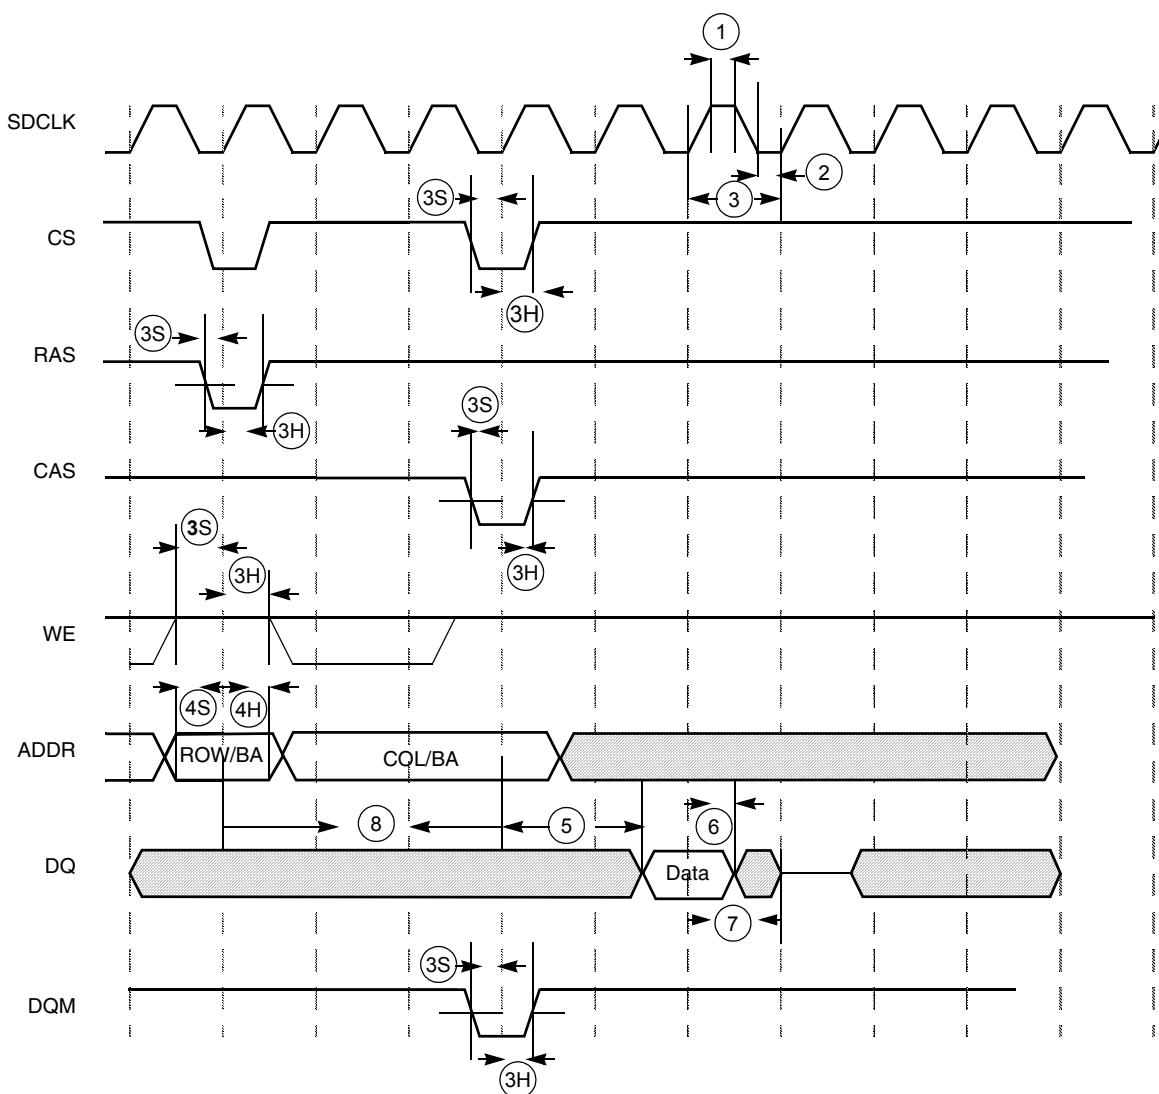 1
SDCLK
2
3S
3
CS
3H
3S
RAS
3H
3S
CAS
3S
3H
3H
WE
4S
4H
ADDR
ROW/BA
COL/BA
8
5
6
DQ
Data
7
3S
DQM
3H